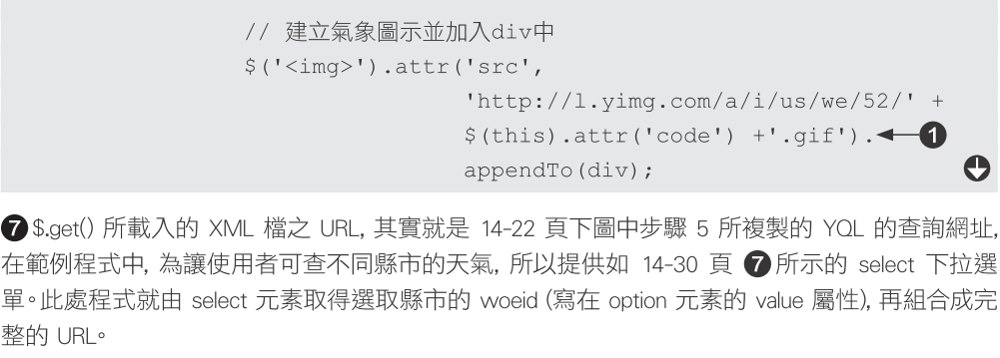 // 建立氣象圖示並加入div中
$('<img>').attr('src',
'http://l.yimg.com/a/i/us/we/52/' +
$(this).attr('code') +'.gif').←❶
appendTo(div);
❼ $.get() 所載入的 XML 檔之 URL, 其實就是 14-22 頁下圖中步驟 5 所複製的 YQL 的查詢網址,
在範例程式中, 為讓使用者可查不同縣市的天氣, 所以提供如 14-30 頁 ❼ 所示的 select 下拉選
單。此處程式就由 select 元素取得選取縣市的 woeid (寫在 option 元素的 value 屬性), 再組合成完
整的 URL。